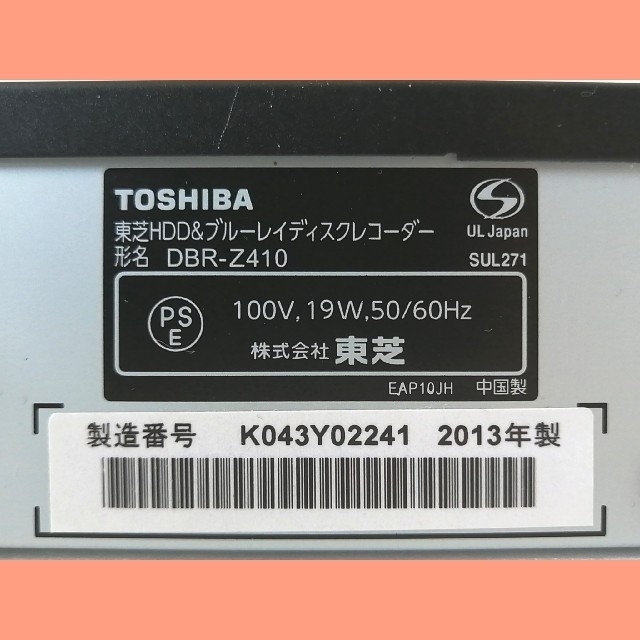 TOSHIBA
東芝HDD&ブルーレイディスクレコーダー
形名 DBR-Z410
UL Japan
SUL271
PS
E
100V,19W,50/60Hz
株式会社 東芝
EAP10JH 中国製
製造番号 K043Y02241 2013年製